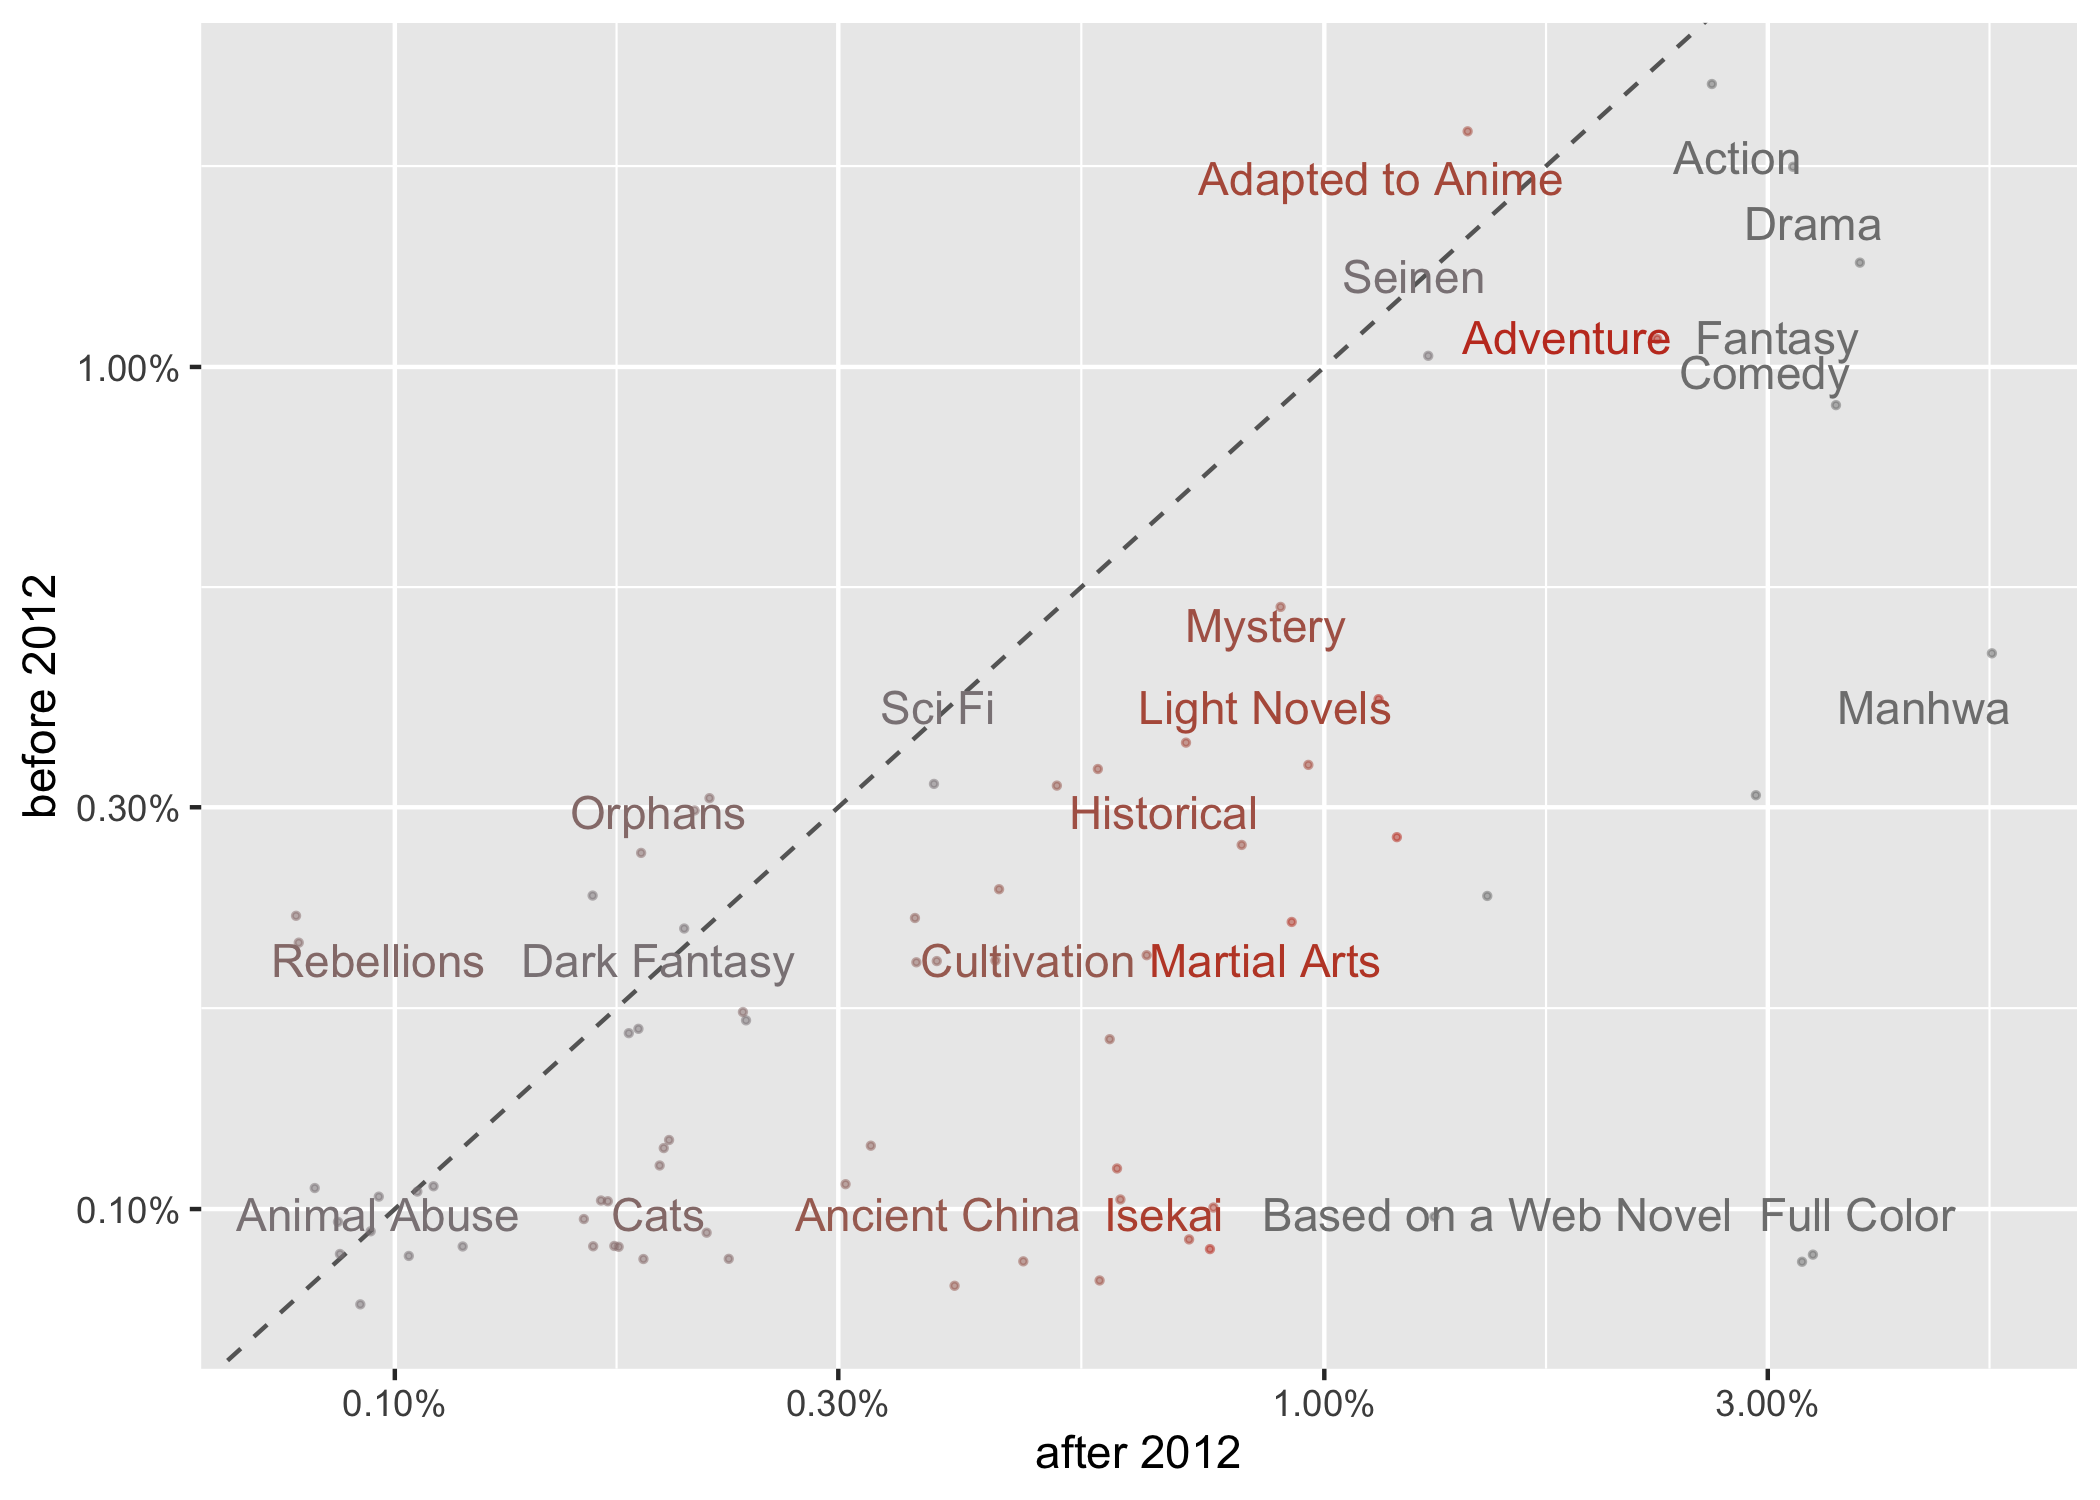 Action
Adapted to Anime
Drama
Seinen
Adventure
Fantasy
1.00%
Comedy
Mystery
before 2012
Sci Fi
Light Novels
Manhwa
0.30%
Orphans
Historical
Rebellions
Dark Fantasy
Cultivation
Martial Arts
0.10%
Animal Abuse
Cats
Ancient China
Isekai
Based on a Web Novel
Full Color
0.10%
0.30%
1.00%
3.00%
after 2012